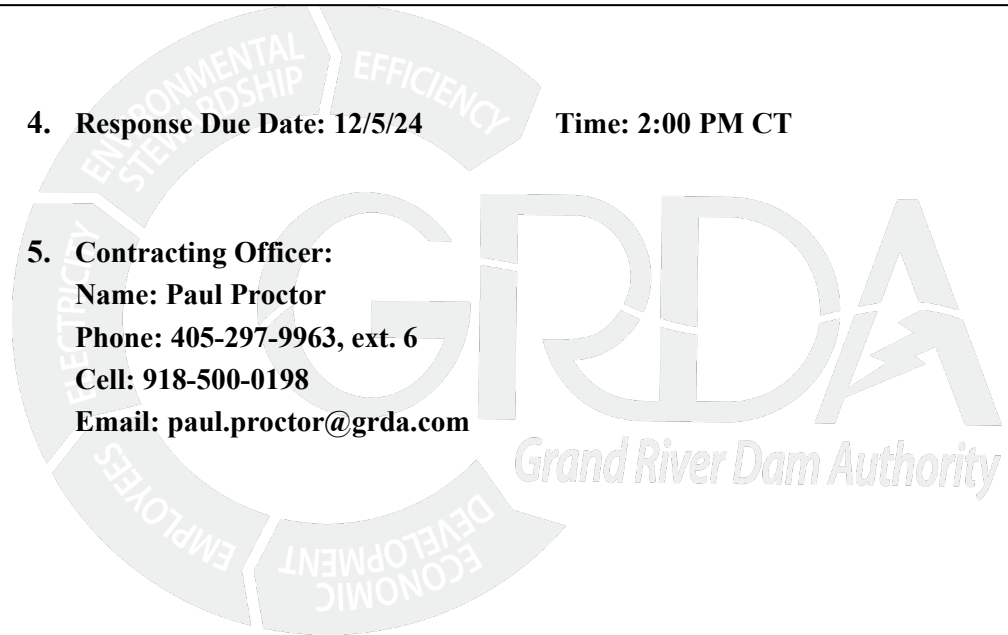 ENVIRONMENTAL
STEWARDSHIP
EFFICIENCY
4. Response Due Date: 12/5/24 Time: 2:00 PM CT
ELECTRICITY
5. Contracting Officer:
Name: Paul Proctor
Phone: 405-297-9963, ext. 6
Cell: 918-500-0198
Email: paul.proctor@grda.com
GRDA
Grand River Dam Authority
EMPLOYEES
ECONOMIC
DEVELOPMENT